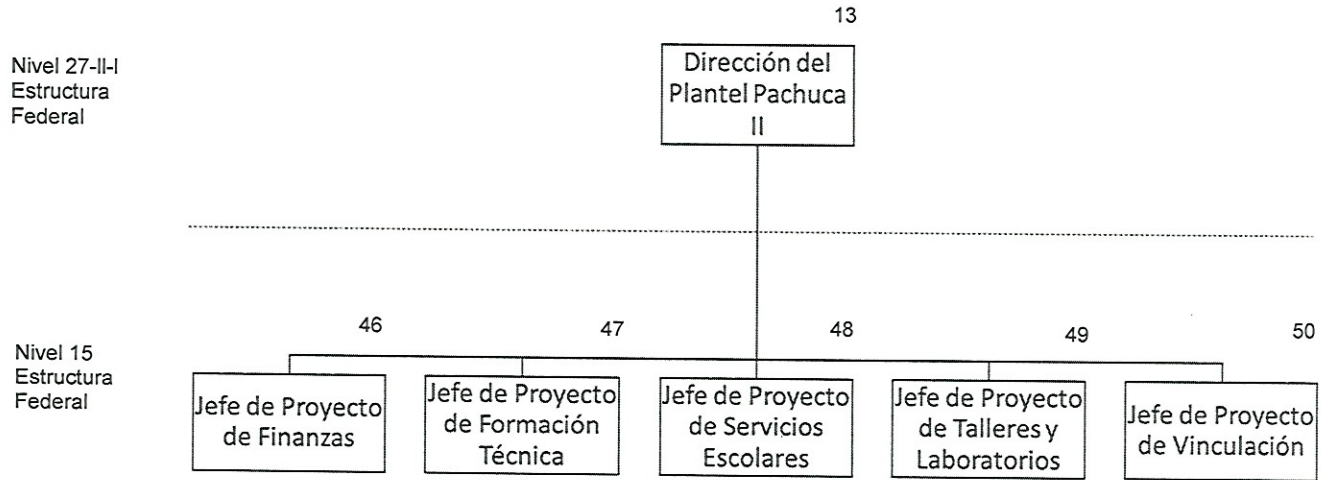 13
Nivel 27-II-I
Estructura
Federal
Dirección del
Plantel Pachuca
II
46
47
48
49
50
Nivel 15
Estructura
Federal
Jefe de Proyecto
de Finanzas
Jefe de Proyecto
de Formación
Técnica
Jefe de Proyecto
de Servicios
Escolares
Jefe de Proyecto
de Talleres y
Laboratorios
Jefe de Proyecto
de Vinculación